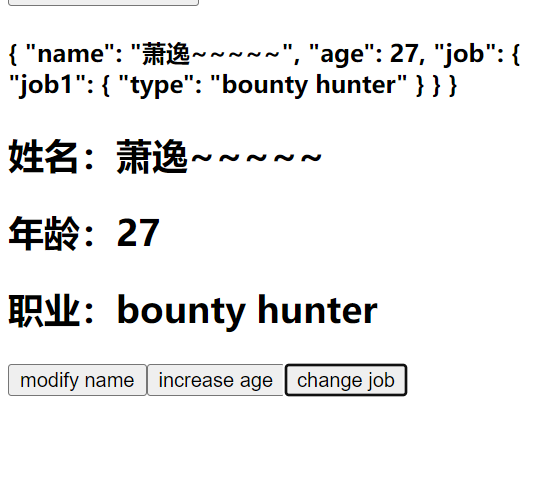 { "name": "萧逸~~~~~", "age": 27, "job": {
"job1": { "type": "bounty hunter" } } }
姓名：萧逸~~~~~
年龄：27
职业：bounty hunter
modify name increase age change job